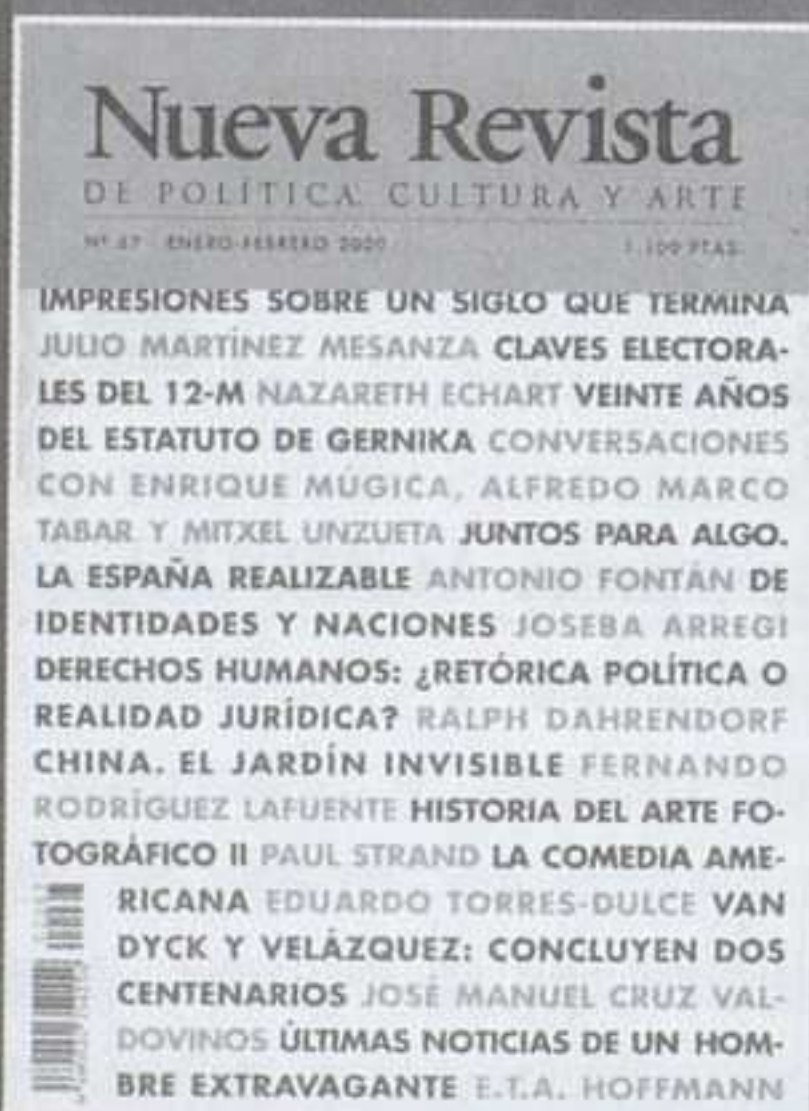 Nueva Revista
DE POLÍTICA, CULTURA Y ARTE
Nº 67 ENERO-FEBRERO 2000 1.100 PTAS.
IMPRESIONES SOBRE UN SIGLO QUE TERMINA
JULIO MARTÍNEZ MESANZA CLAVES ELECTORA-
LES DEL 12-M NAZARETH ECHART VEINTE AÑOS
DEL ESTATUTO DE GERNIKA CONVERSACIONES
CON ENRIQUE MÚGICA, ALFREDO MARCO
TABAR Y MITXEL UNZUETA JUNTOS PARA ALGO.
LA ESPAÑA REALIZABLE ANTONIO FONTÁN DE
IDENTIDADES Y NACIONES JOSEBA ARREGI
DERECHOS HUMANOS: ¿RETÓRICA POLÍTICA O
REALIDAD JURÍDICA? RALPH DAHRENDORF
CHINA. EL JARDÍN INVISIBLE FERNANDO
RODRÍGUEZ LAFUENTE HISTORIA DEL ARTE FO-
TOGRÁFICO II PAUL STRAND LA COMEDIA AME-
RICANA EDUARDO TORRES-DULCE VAN
DYCK Y VELÁZQUEZ: CONCLUYEN DOS
CENTENARIOS JOSÉ MANUEL CRUZ VAL-
DOVINOS ÚLTIMAS NOTICIAS DE UN HOM-
BRE EXTRAVAGANTE E.T.A. HOFFMANN